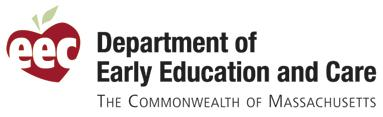 eec
Department of
Early Education and Care
THE COMMONWEALTH OF MASSACHUSETTS